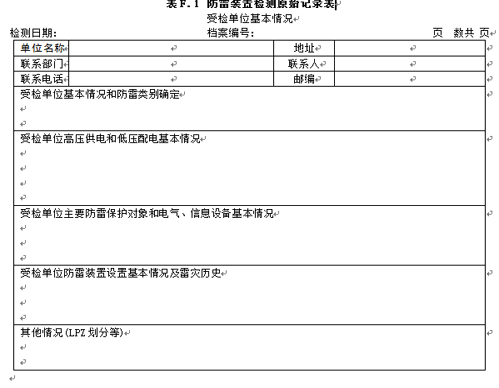 表F.1 防雷装置检测原始记录表
受检单位基本情况
检测日期: 档案编号: 页 数共 页
单位名称 地址
联系部门 联系人
联系电话 邮编
受检单位基本情况和防雷类别确定
受检单位高压供电和低压配电基本情况
受检单位主要防雷保护对象和电气、信息设备基本情况
受检单位防雷装置设置基本情况及雷灾历史
其他情况(LPZ划分等)